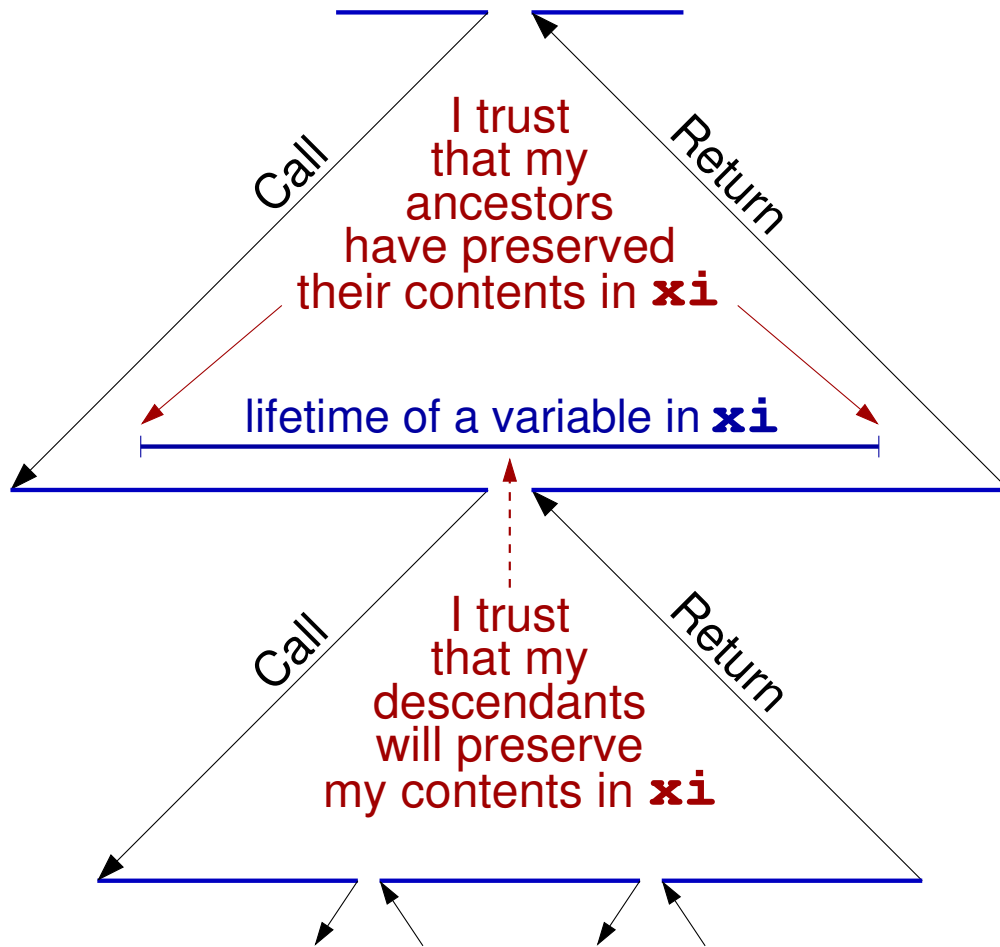 Call
I trust
that my
ancestors
have preserved
their contents in xi
Return
lifetime of a variable in xi
Call
I trust
that my
descendants
will preserve
my contents in xi
Return